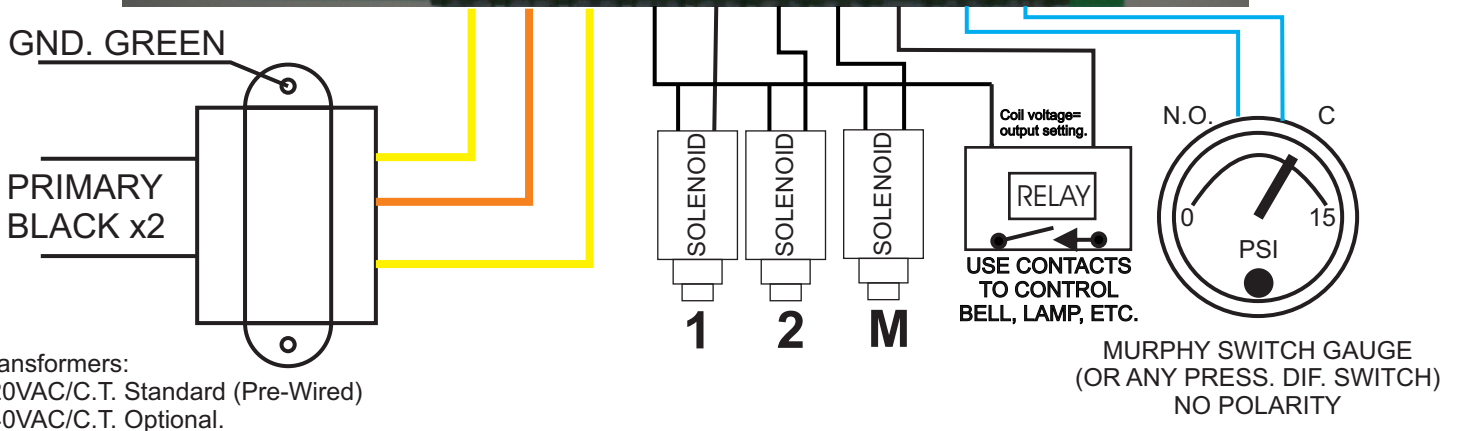 GND. GREEN
PRIMARY
BLACK x2
SOLENOID
1
SOLENOID
2
SOLENOID
M
Coil voltage=
output setting.
RELAY
USE CONTACTS
TO CONTROL
BELL, LAMP, ETC.
N.O.
C
0
15
PSI
MURPHY SWITCH GAUGE
(OR ANY PRESS. DIF. SWITCH)
NO POLARITY
ansformers:
20VAC/C.T. Standard (Pre-Wired)
40VAC/C.T. Optional.